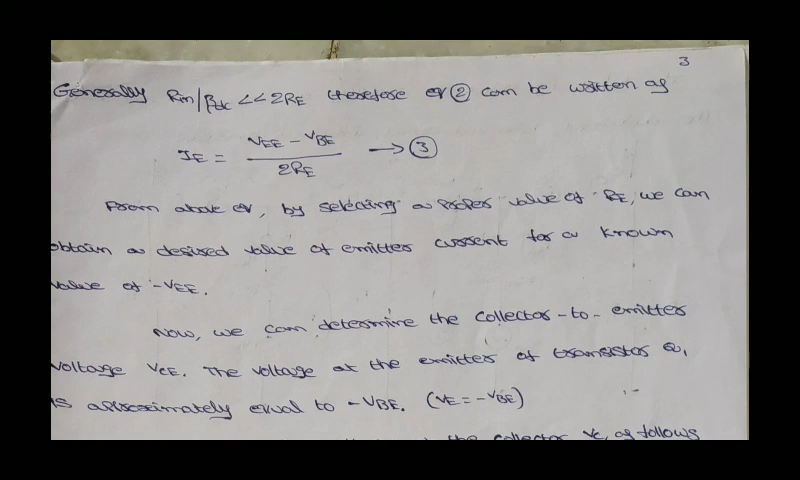 3
Generally Rin/βdc << 2RE therefore eq ② can be written as
IE = VEE - VBE / 2RE → ③
From above eq, by selecting a proper value of RE, we can
obtain a desired value of emitter current for a known
value of -VEE.
Now, we can determine the collector-to-emitter
voltage VCE. The voltage at the emitter of transistor Q1
is approximately equal to -VBE. (VE = -VBE)
the collector Vc as follows